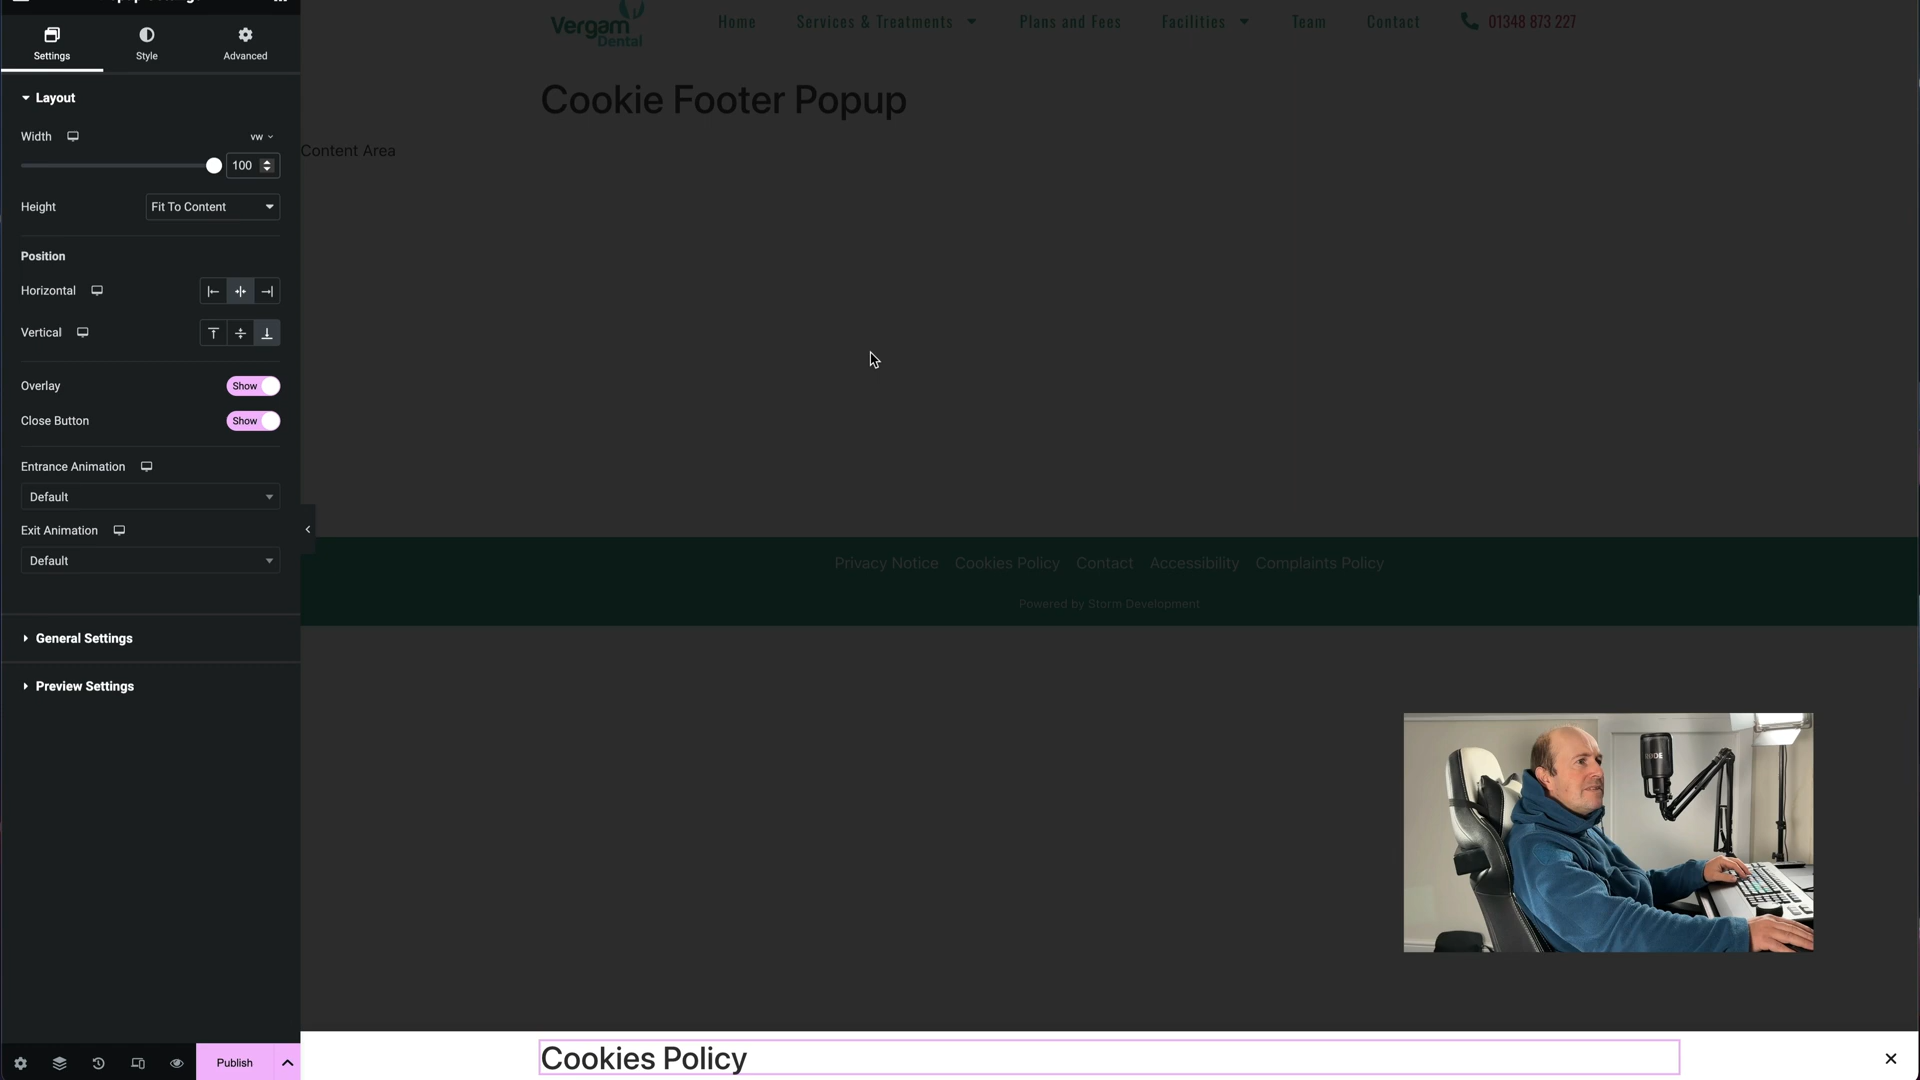 Settings
Style
Advanced
Layout
Width
vw
100
Height
Fit To Content
Position
Horizontal
Vertical
Overlay
Show
Close Button
Show
Entrance Animation
Default
Exit Animation
Default
General Settings
Preview Settings
Publish
Vergam
Dental
Home
Services & Treatments
Plans and Fees
Facilities
Team
Contact
01348 873 227
Cookie Footer Popup
Content Area
Privacy Notice
Cookies Policy
Contact
Accessibility
Complaints Policy
Powered by Storm Development
RODE
Cookies Policy